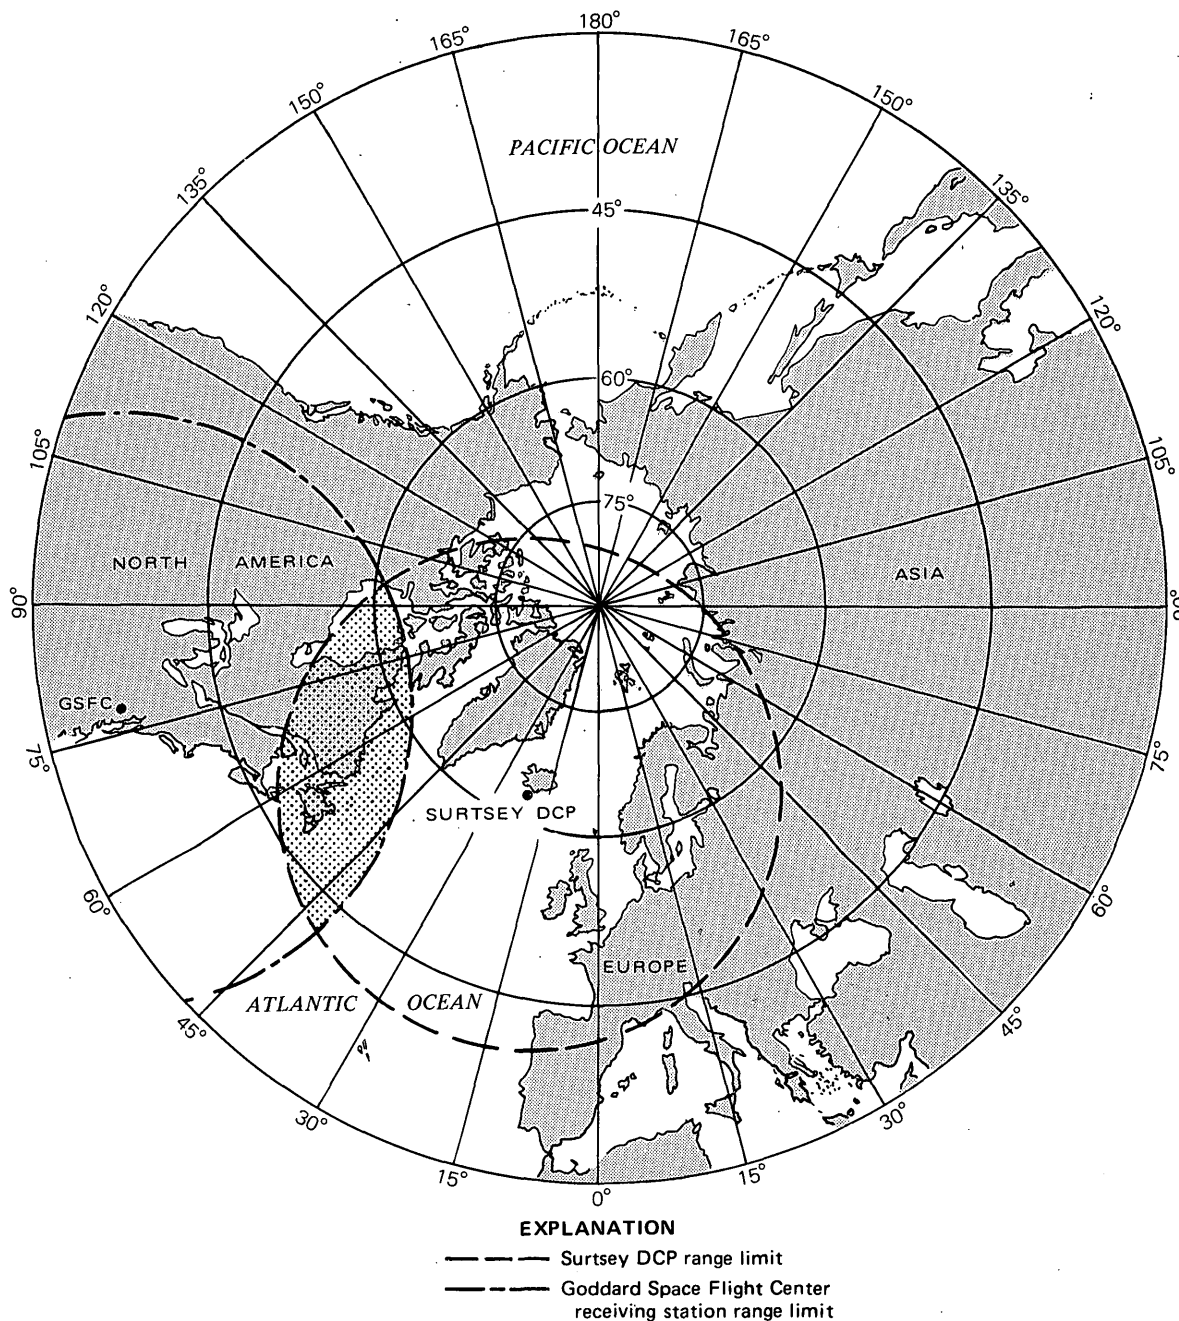 180°
165°
165°
150°
150°
135°
135°
120°
120°
105°
105°
90°
75°
75°
60°
60°
45°
45°
30°
30°
15°
15°
0°
PACIFIC OCEAN
45°
60°
75°
NORTH AMERICA
ASIA
GSFC
SURTSEY DCP
EUROPE
ATLANTIC OCEAN
EXPLANATION
Surtsey DCP range limit
Goddard Space Flight Center
receiving station range limit